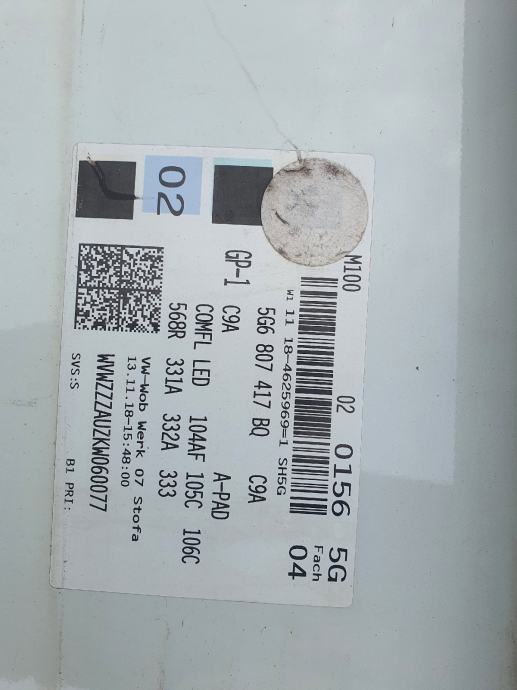 M100 02 0156 5G
Fach
04
W1 11 18-4625969=1 SH5G
02
5G6 807 417 BQ C9A
GP-1 C9A A-PAD
COMFL LED 104AF 105C 106C
568R 331A 332A 333
VW-Wob Werk 07 Stofa
13.11.18-15:48:00
WVWZZZAUZKW060077
SVS:S B1 PRI: